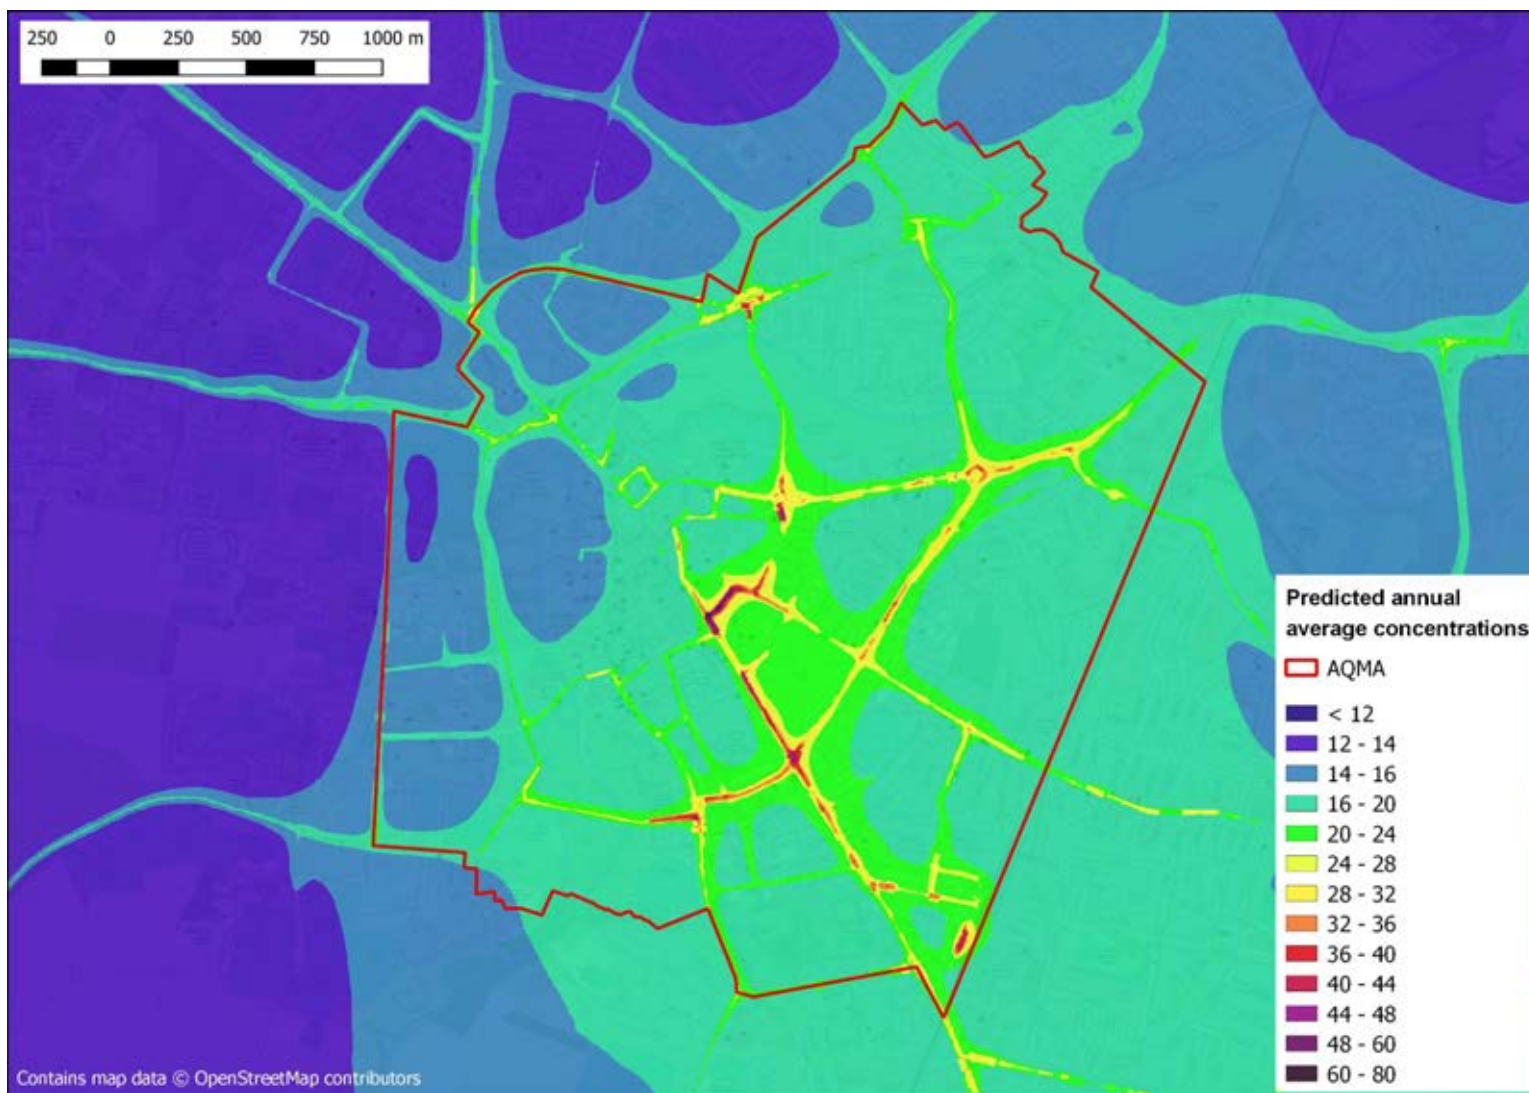 250 0 250 500 750 1000 m
Predicted annual
average concentrations
AQMA
< 12
12 - 14
14 - 16
16 - 20
20 - 24
24 - 28
28 - 32
32 - 36
36 - 40
40 - 44
44 - 48
48 - 60
60 - 80
Contains map data © OpenStreetMap contributors